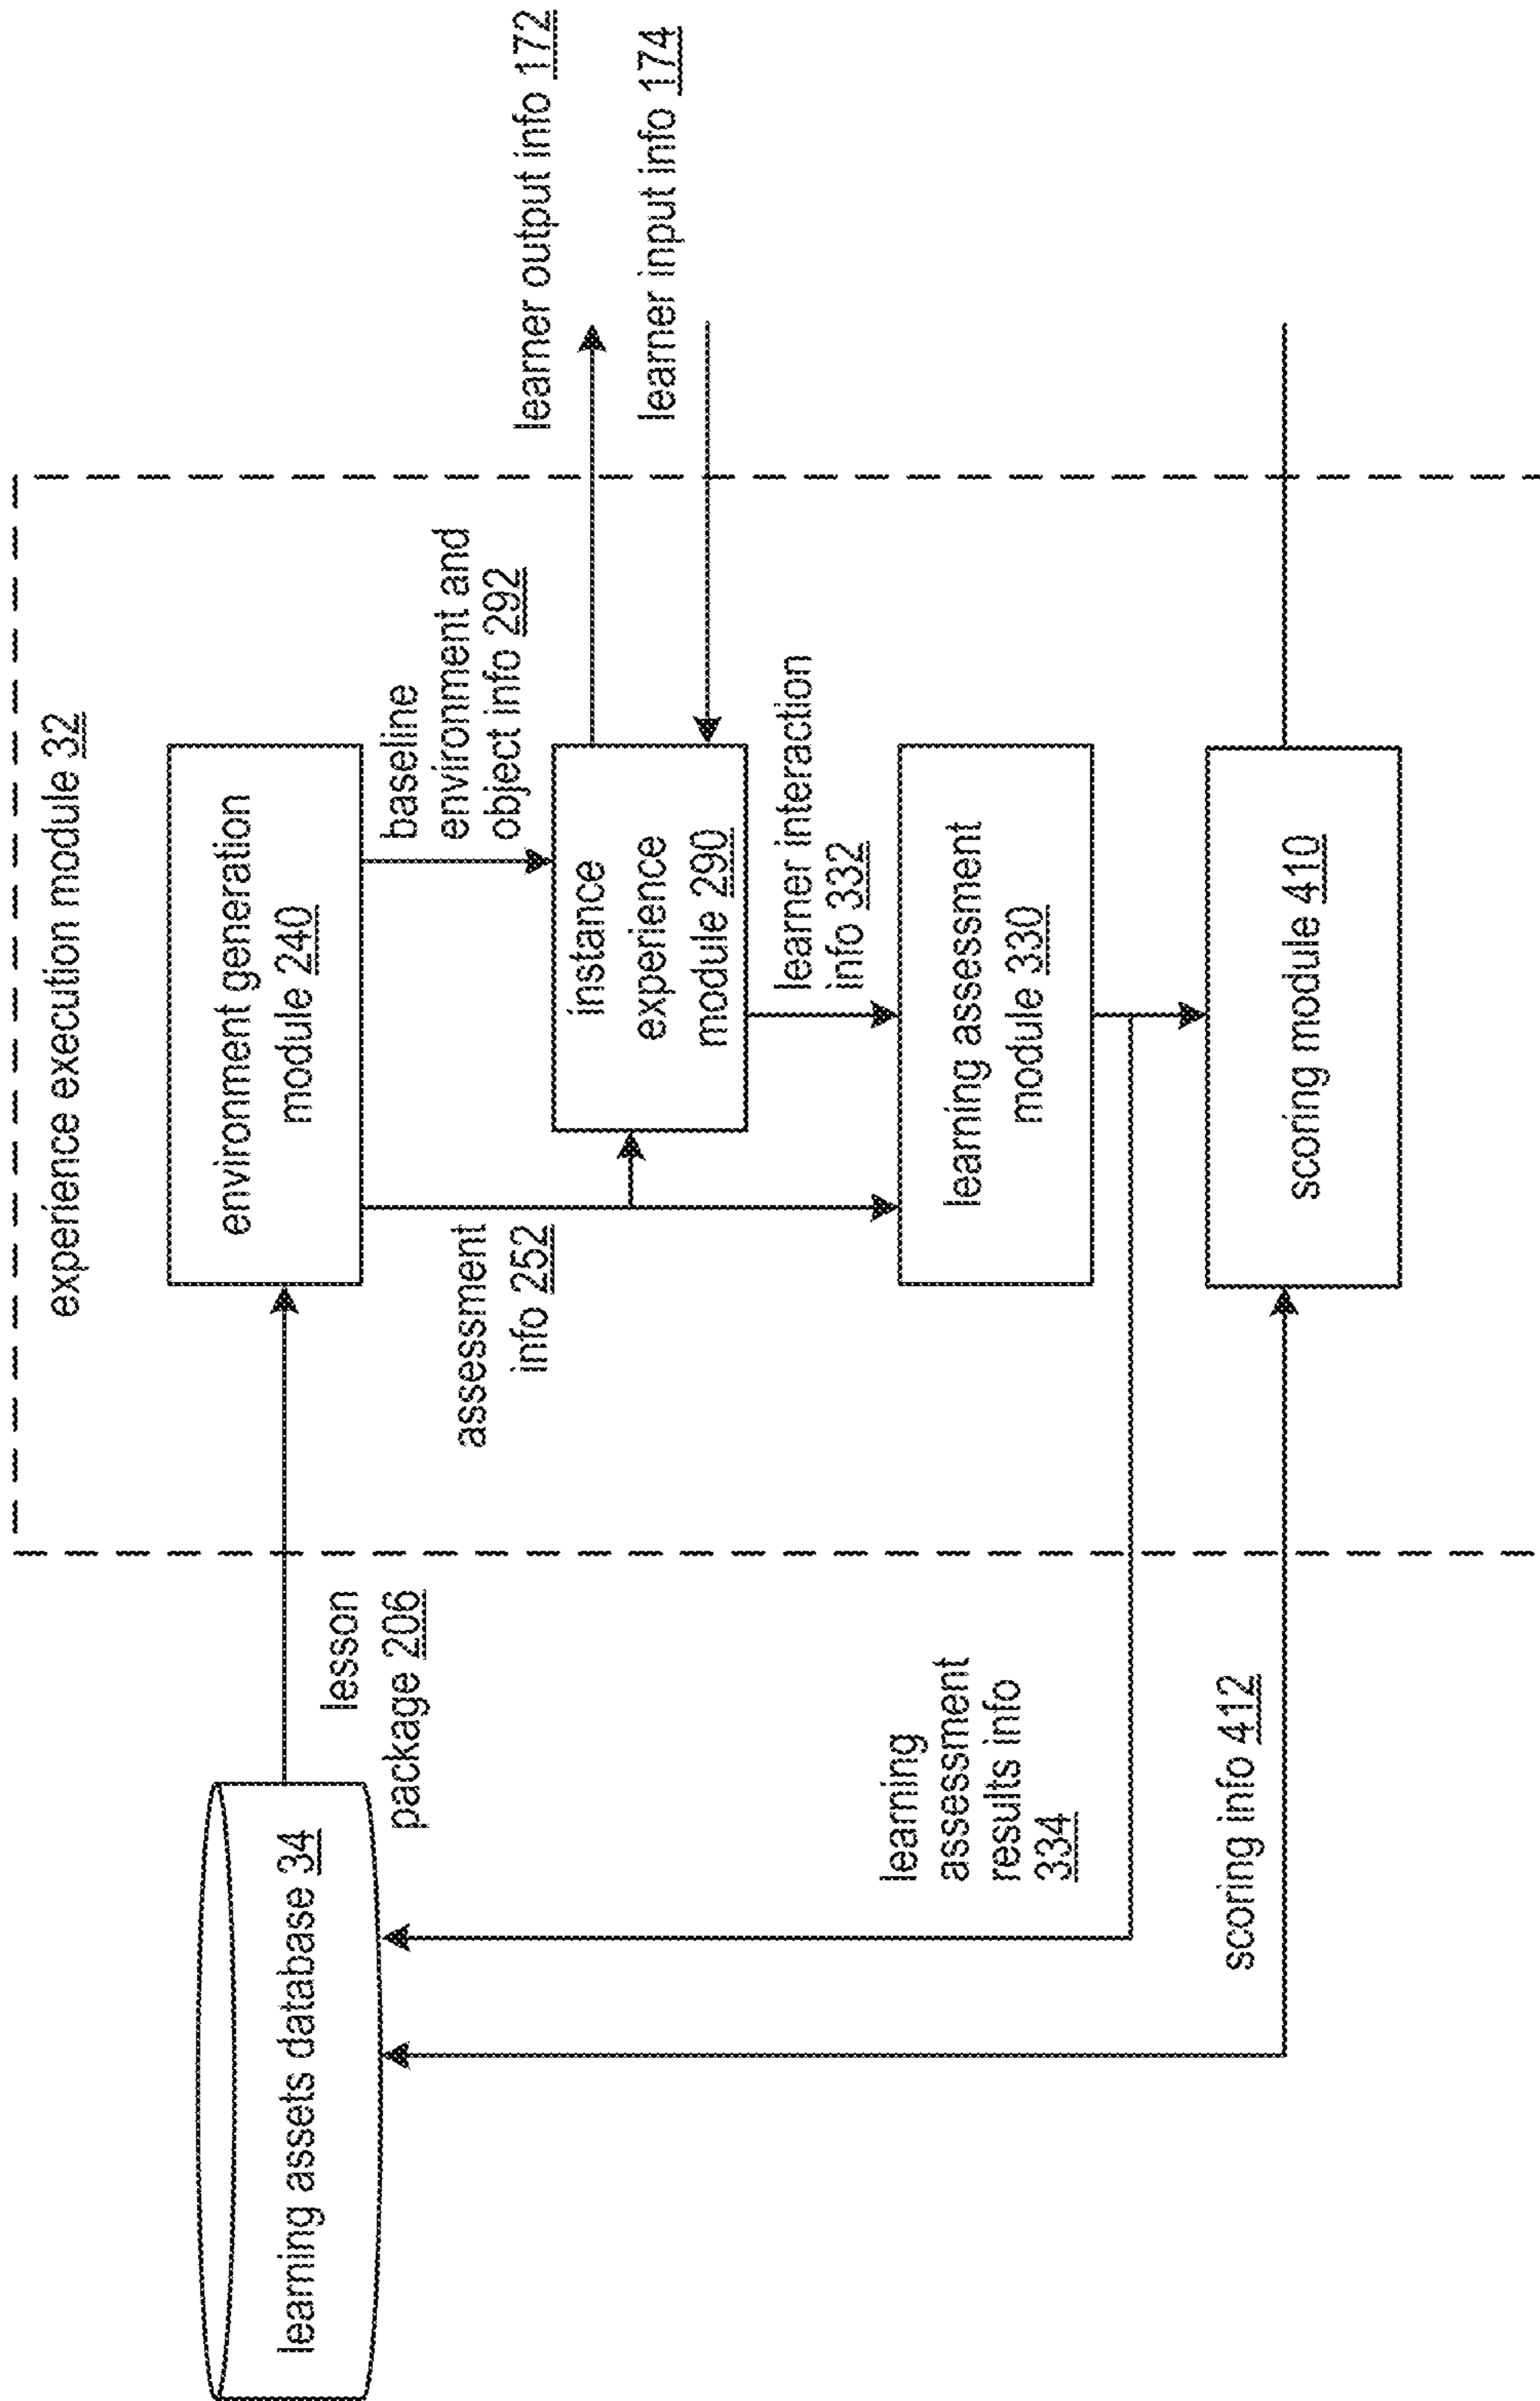 experience execution module 32
learning assets database 34
lesson
package 206
environment generation
module 240
baseline
environment and
object info 292
assessment
info 252
instance
experience
module 290
learner output info 172
learner input info 174
learner interaction
info 332
learning
assessment
results info
334
learning assessment
module 330
scoring info 412
scoring module 410